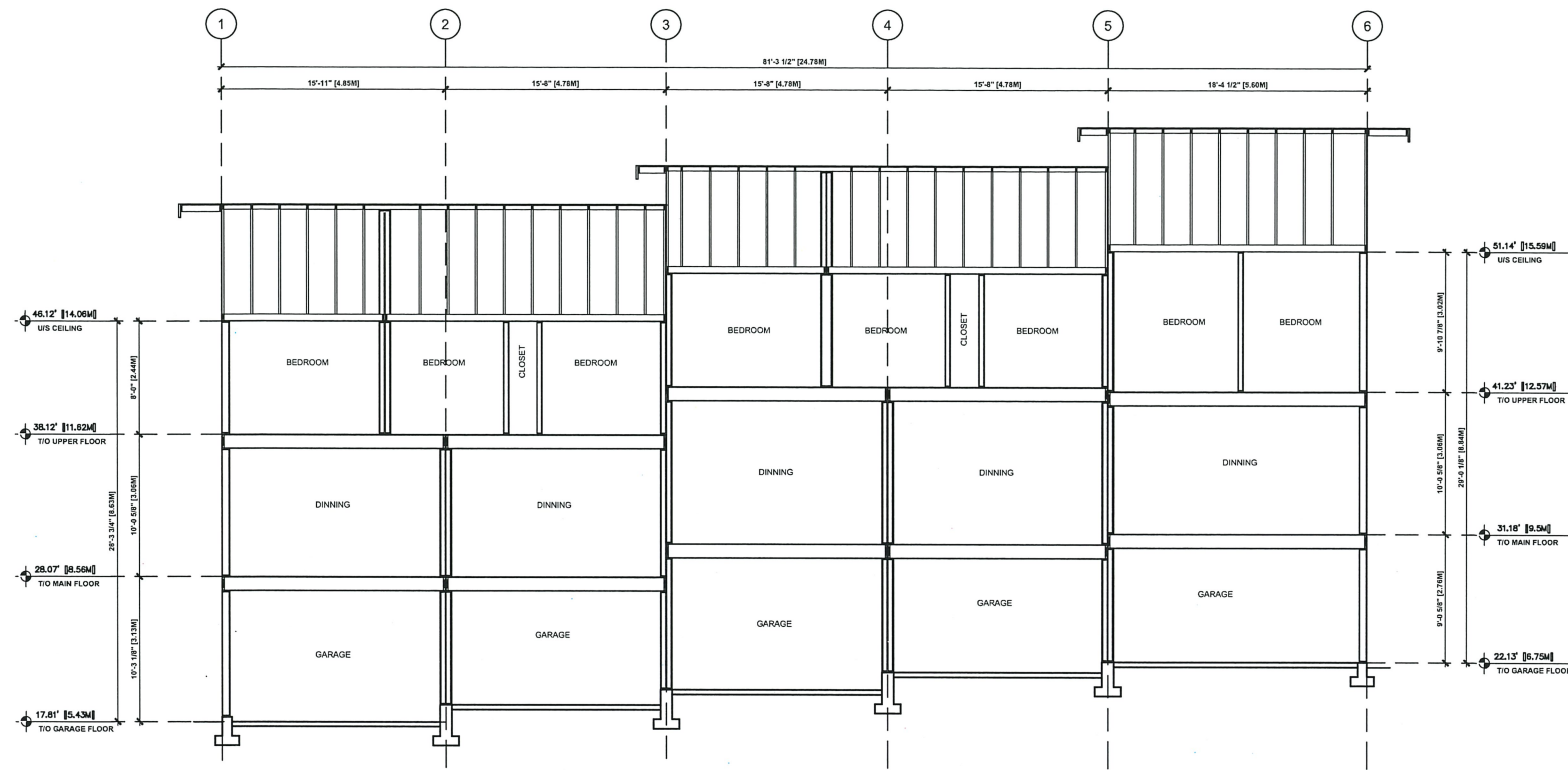 1 2 3 4 5 6
81'-3 1/2" [24.78M]
15'-11" [4.85M] 15'-8" [4.78M] 15'-8" [4.78M] 15'-8" [4.78M] 18'-4 1/2" [5.60M]
51.14' [15.59M]
U/S CEILING
46.12' [14.06M]
U/S CEILING
BEDROOM BEDROOM CLOSET BEDROOM
BEDROOM BEDROOM CLOSET BEDROOM
BEDROOM BEDROOM
8'-0" [2.44M]
9'-10 7/8" [3.02M]
41.23' [12.57M]
T/O UPPER FLOOR
38.12' [11.62M]
T/O UPPER FLOOR
DINNING DINNING
DINNING DINNING
DINNING
10'-0 5/8" [3.06M]
28'-3 3/4" [8.63M]
10'-0 5/8" [3.06M]
29'-0 1/8" [8.84M]
31.18' [9.5M]
T/O MAIN FLOOR
28.07' [8.56M]
T/O MAIN FLOOR
GARAGE GARAGE
GARAGE GARAGE
GARAGE
10'-3 1/8" [3.13M]
9'-0 5/8" [2.76M]
22.13' [6.75M]
T/O GARAGE FLOOR
17.81' [5.43M]
T/O GARAGE FLOOR